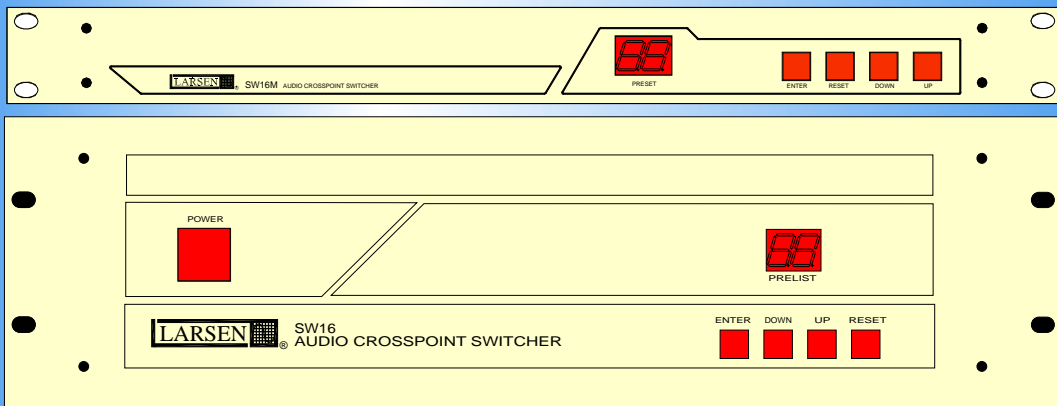 PRESET
LARSEN ® SW16M AUDIO CROSSPOINT SWITCHER
ENTER RESET DOWN UP
POWER
PRELIST
LARSEN ® SW16
AUDIO CROSSPOINT SWITCHER
ENTER DOWN UP RESET